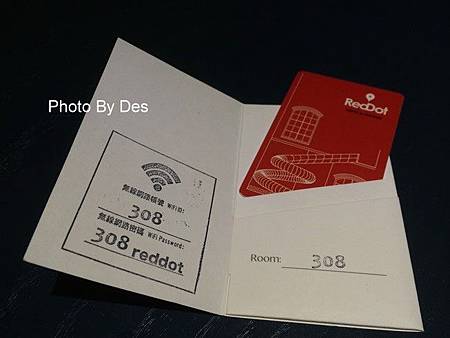 Photo By Des
無線網路帳號 WiFi ID:
308
無線網路密碼 WiFi Password:
308 reddot
RedDot
Room: 308